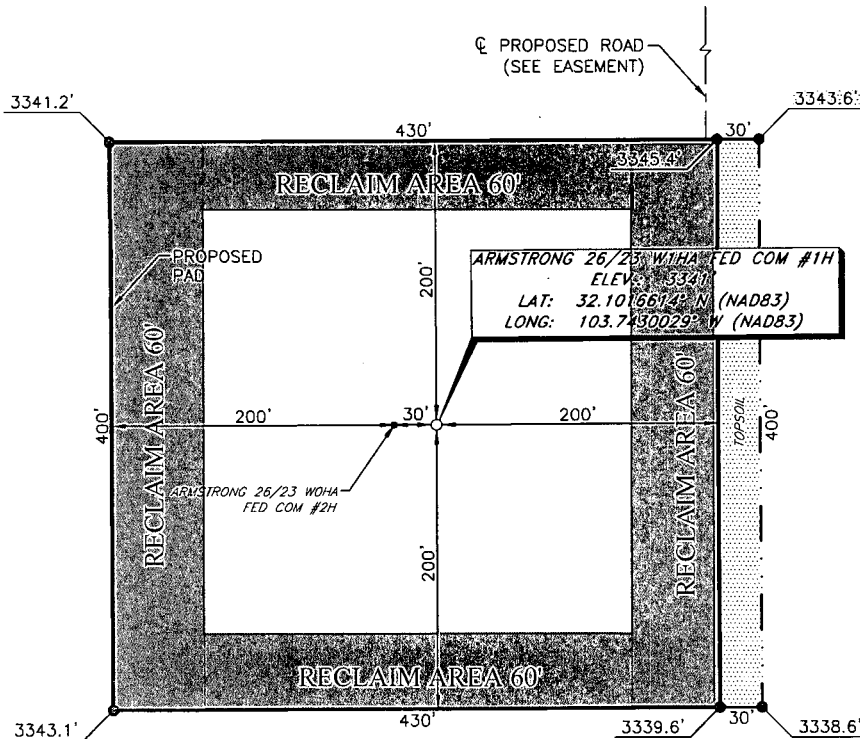 ℄ PROPOSED ROAD
(SEE EASEMENT)
3341.2'
430'
30'
3343.6'
3345.4'
RECLAIM AREA 60'
PROPOSED
PAD
200'
ARMSTRONG 26/23 W1HA FED COM #1H
ELEV: 3341'
LAT: 32.1016614° N (NAD83)
LONG: 103.7430029° W (NAD83)
RECLAIM AREA 60'
400'
200'
30'
200'
RECLAIM AREA 60'
TOPSOIL
400'
ARMSTRONG 26/23 W0HA
FED COM #2H
200'
RECLAIM AREA 60'
3343.1'
430'
3339.6'
30'
3338.6'